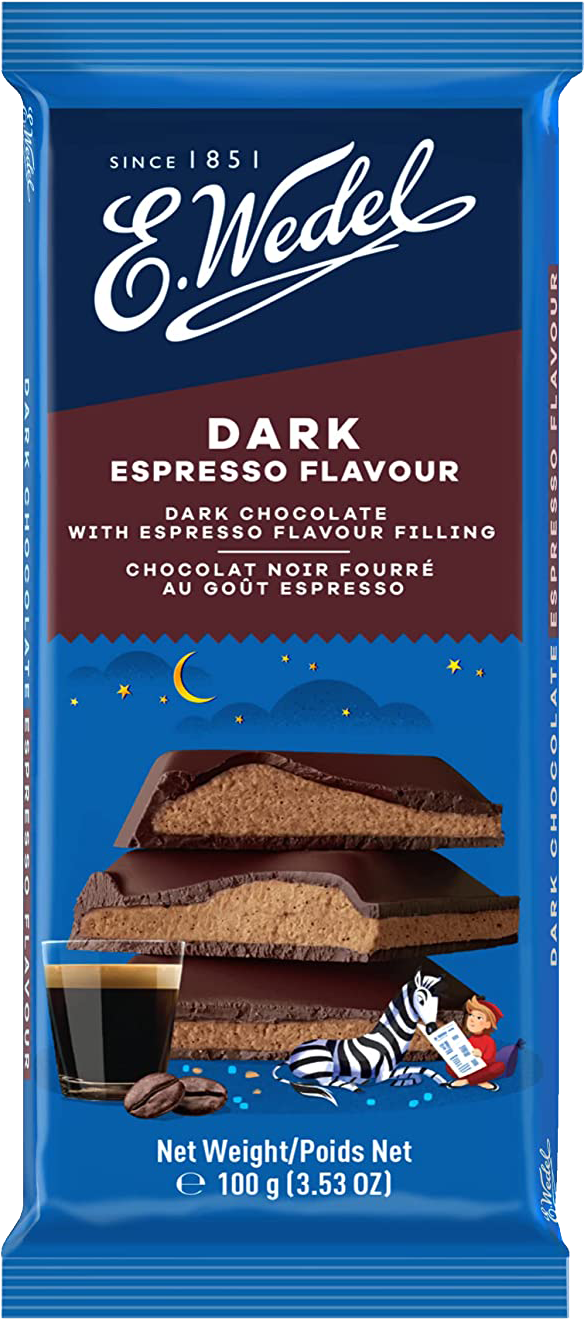 SINCE 1851
E. Wedel
DARK
ESPRESSO FLAVOUR
DARK CHOCOLATE
WITH ESPRESSO FLAVOUR FILLING
CHOCOLAT NOIR FOURRÉ
AU GOÛT ESPRESSO
Net Weight/Poids Net
℮ 100 g (3.53 OZ)
E. Wedel
DARK CHOCOLATE ESPRESSO FLAVOUR
DARK CHOCOLATE ESPRESSO FLAVOUR
E. Wedel